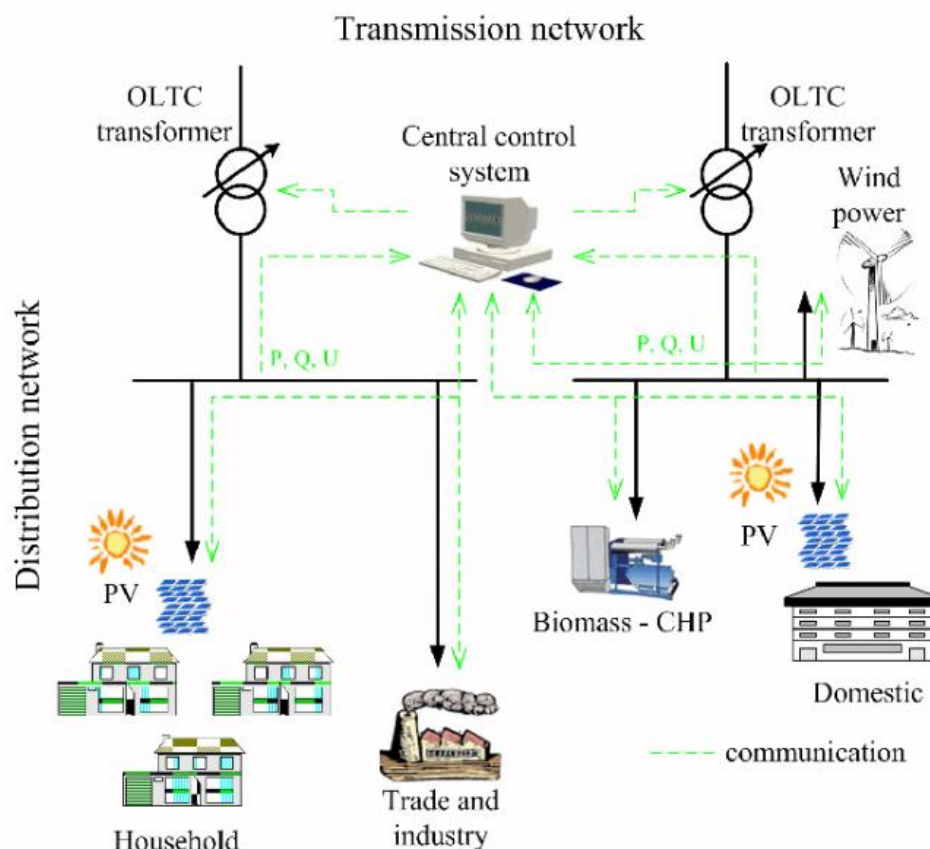 Transmission network
OLTC
transformer
Central control
system
OLTC
transformer
Wind
power
P, Q, U
P, Q, U
Distribution network
PV
PV
Biomass - CHP
Domestic
communication
Trade and
industry
Household